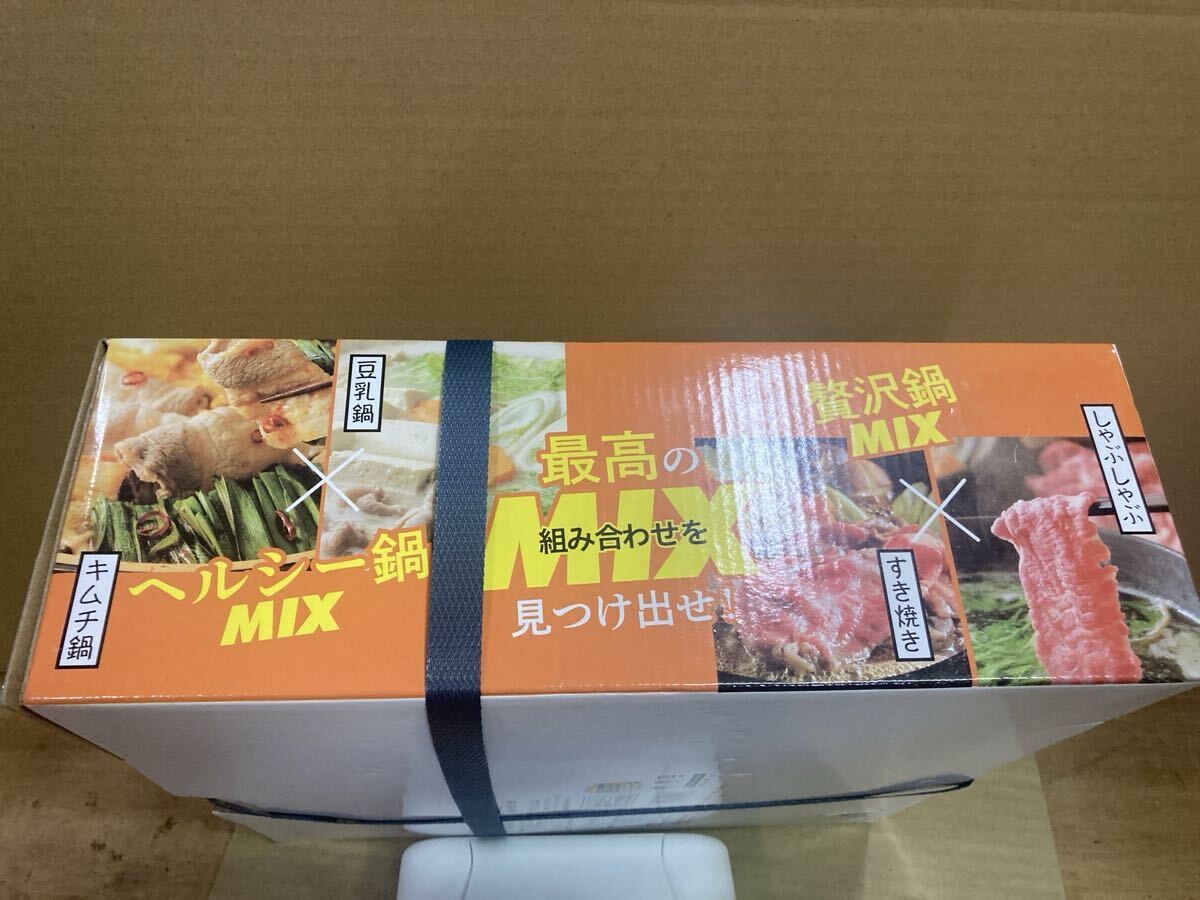 豆乳鍋
キムチ鍋
ヘルシー鍋
MIX
最高の
MIX
組み合わせを
見つけ出せ!
贅沢鍋
MIX
すき焼き
しゃぶしゃぶ